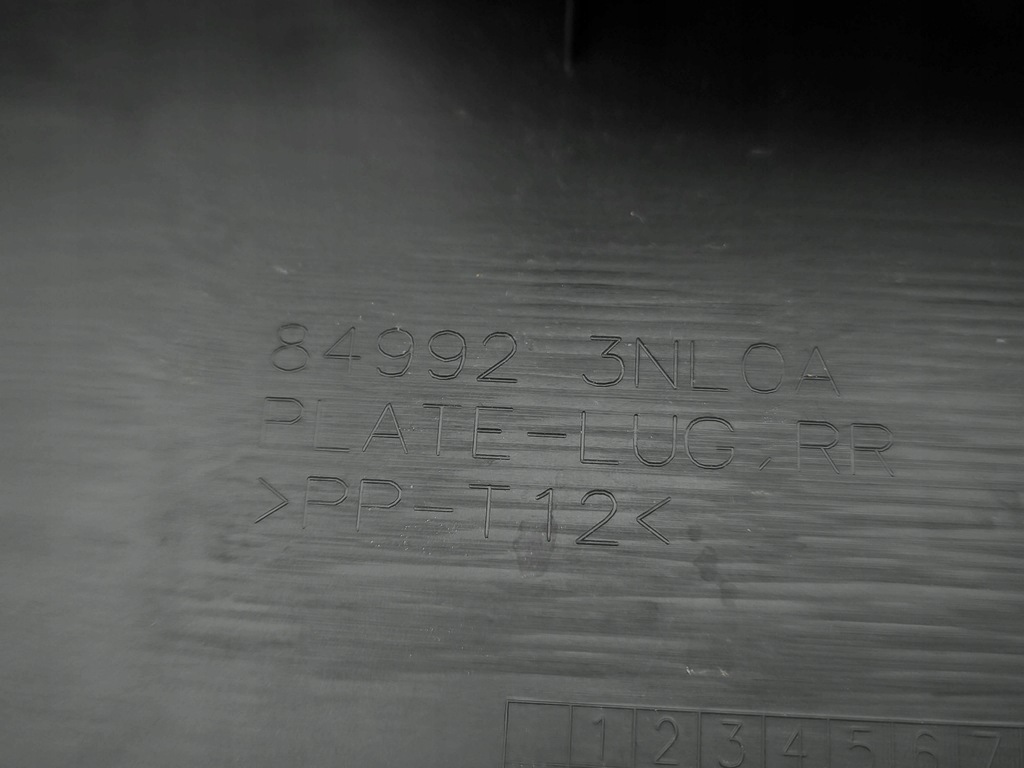 84992 3NL0A
PLATE-LUG,RR
>PP-T12<
1 2 3 4 5 6 7